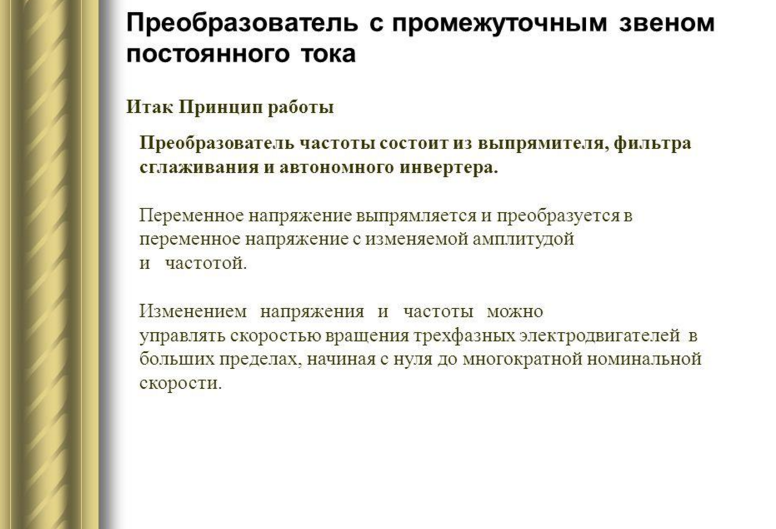 Преобразователь с промежуточным звеном
постоянного тока
Итак Принцип работы
Преобразователь частоты состоит из выпрямителя, фильтра
сглаживания и автономного инвертера.
Переменное напряжение выпрямляется и преобразуется в
переменное напряжение с изменяемой амплитудой
и частотой.
Изменением напряжения и частоты можно
управлять скоростью вращения трехфазных электродвигателей в
больших пределах, начиная с нуля до многократной номинальной
скорости.